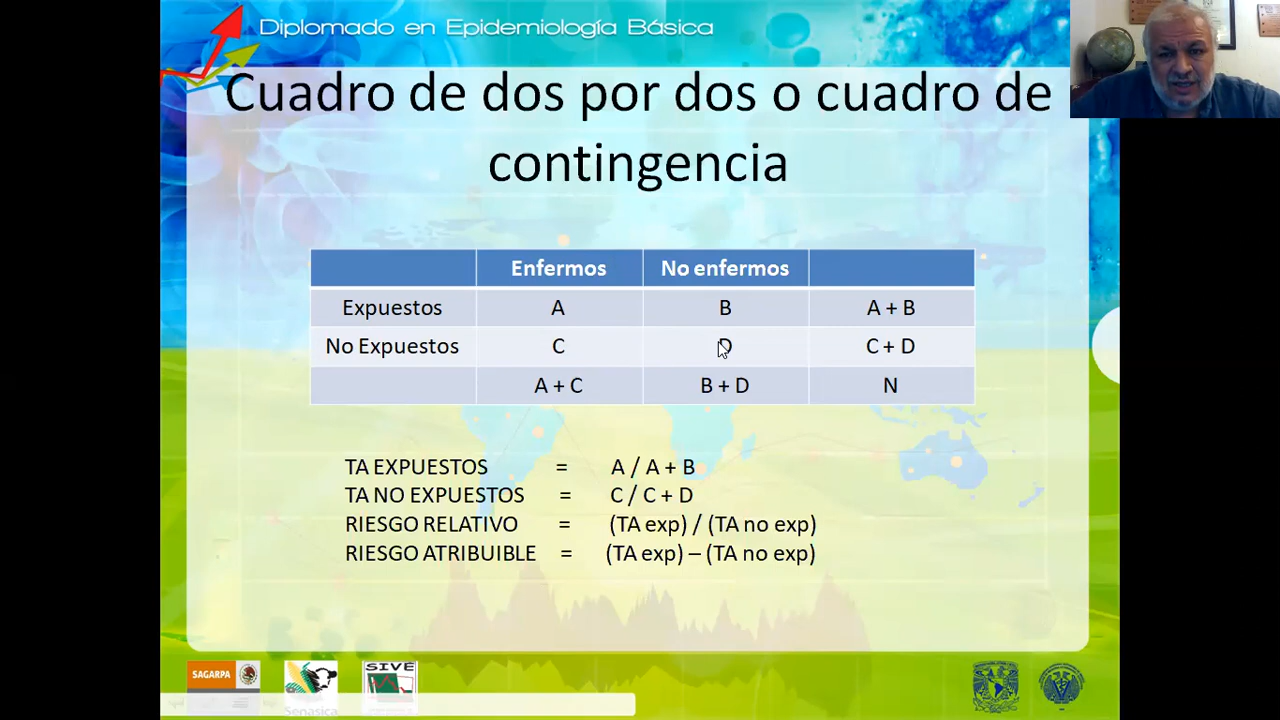 Diplomado en Epidemiología Básica
Cuadro de dos por dos o cuadro de
contingencia
Enfermos No enfermos
Expuestos A B A + B
No Expuestos C D C + D
A + C B + D N
TA EXPUESTOS = A / A + B
TA NO EXPUESTOS = C / C + D
RIESGO RELATIVO = (TA exp) / (TA no exp)
RIESGO ATRIBUIBLE = (TA exp) – (TA no exp)
SAGARPA
Senasica
SIVE